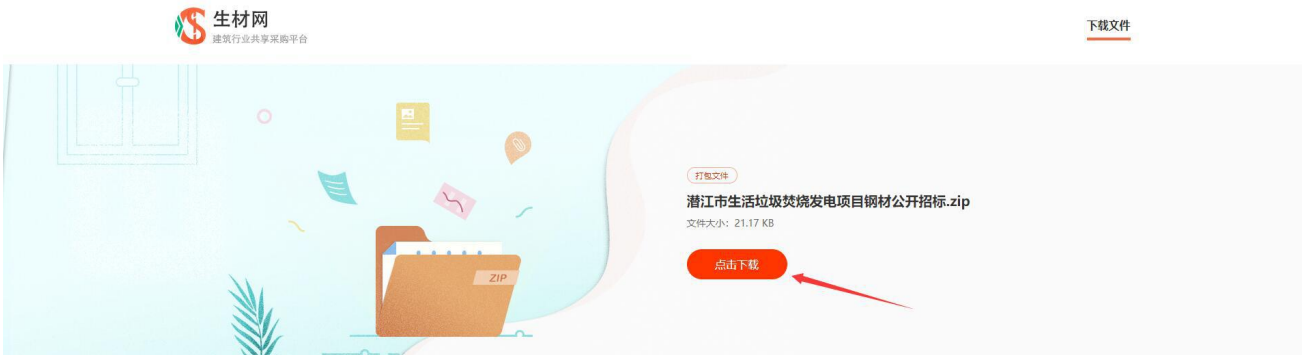 生材网
建筑行业共享采购平台
下载文件
打包文件
潜江市生活垃圾焚烧发电项目钢材公开招标.zip
文件大小：21.17 KB
点击下载
ZIP